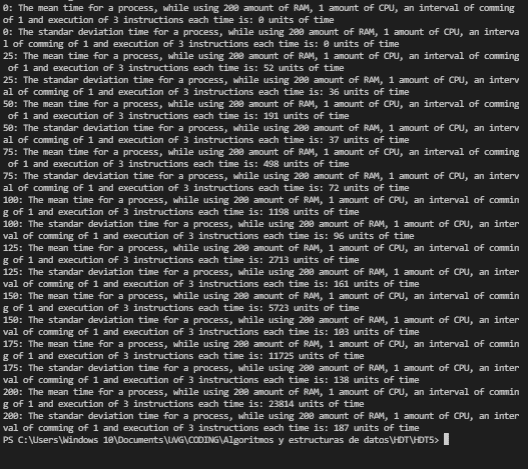 0: The mean time for a process, while using 200 amount of RAM, 1 amount of CPU, an interval of comming
of 1 and execution of 3 instructions each time is: 0 units of time
0: The standar deviation time for a process, while using 200 amount of RAM, 1 amount of CPU, an interva
l of comming of 1 and execution of 3 instructions each time is: 0 units of time
25: The mean time for a process, while using 200 amount of RAM, 1 amount of CPU, an interval of comming
 of 1 and execution of 3 instructions each time is: 52 units of time
25: The standar deviation time for a process, while using 200 amount of RAM, 1 amount of CPU, an interv
al of comming of 1 and execution of 3 instructions each time is: 36 units of time
50: The mean time for a process, while using 200 amount of RAM, 1 amount of CPU, an interval of comming
 of 1 and execution of 3 instructions each time is: 191 units of time
50: The standar deviation time for a process, while using 200 amount of RAM, 1 amount of CPU, an interv
al of comming of 1 and execution of 3 instructions each time is: 37 units of time
75: The mean time for a process, while using 200 amount of RAM, 1 amount of CPU, an interval of comming
 of 1 and execution of 3 instructions each time is: 498 units of time
75: The standar deviation time for a process, while using 200 amount of RAM, 1 amount of CPU, an interv
al of comming of 1 and execution of 3 instructions each time is: 72 units of time
100: The mean time for a process, while using 200 amount of RAM, 1 amount of CPU, an interval of commin
g of 1 and execution of 3 instructions each time is: 1198 units of time
100: The standar deviation time for a process, while using 200 amount of RAM, 1 amount of CPU, an inter
val of comming of 1 and execution of 3 instructions each time is: 96 units of time
125: The mean time for a process, while using 200 amount of RAM, 1 amount of CPU, an interval of commin
g of 1 and execution of 3 instructions each time is: 2713 units of time
125: The standar deviation time for a process, while using 200 amount of RAM, 1 amount of CPU, an inter
val of comming of 1 and execution of 3 instructions each time is: 161 units of time
150: The mean time for a process, while using 200 amount of RAM, 1 amount of CPU, an interval of commin
g of 1 and execution of 3 instructions each time is: 5723 units of time
150: The standar deviation time for a process, while using 200 amount of RAM, 1 amount of CPU, an inter
val of comming of 1 and execution of 3 instructions each time is: 103 units of time
175: The mean time for a process, while using 200 amount of RAM, 1 amount of CPU, an interval of commin
g of 1 and execution of 3 instructions each time is: 11725 units of time
175: The standar deviation time for a process, while using 200 amount of RAM, 1 amount of CPU, an inter
val of comming of 1 and execution of 3 instructions each time is: 138 units of time
200: The mean time for a process, while using 200 amount of RAM, 1 amount of CPU, an interval of commin
g of 1 and execution of 3 instructions each time is: 23814 units of time
200: The standar deviation time for a process, while using 200 amount of RAM, 1 amount of CPU, an inter
val of comming of 1 and execution of 3 instructions each time is: 187 units of time
PS C:\Users\Windows 10\Documents\UVG\CODING\Algoritmos y estructuras de datos\HDT\HDT5>